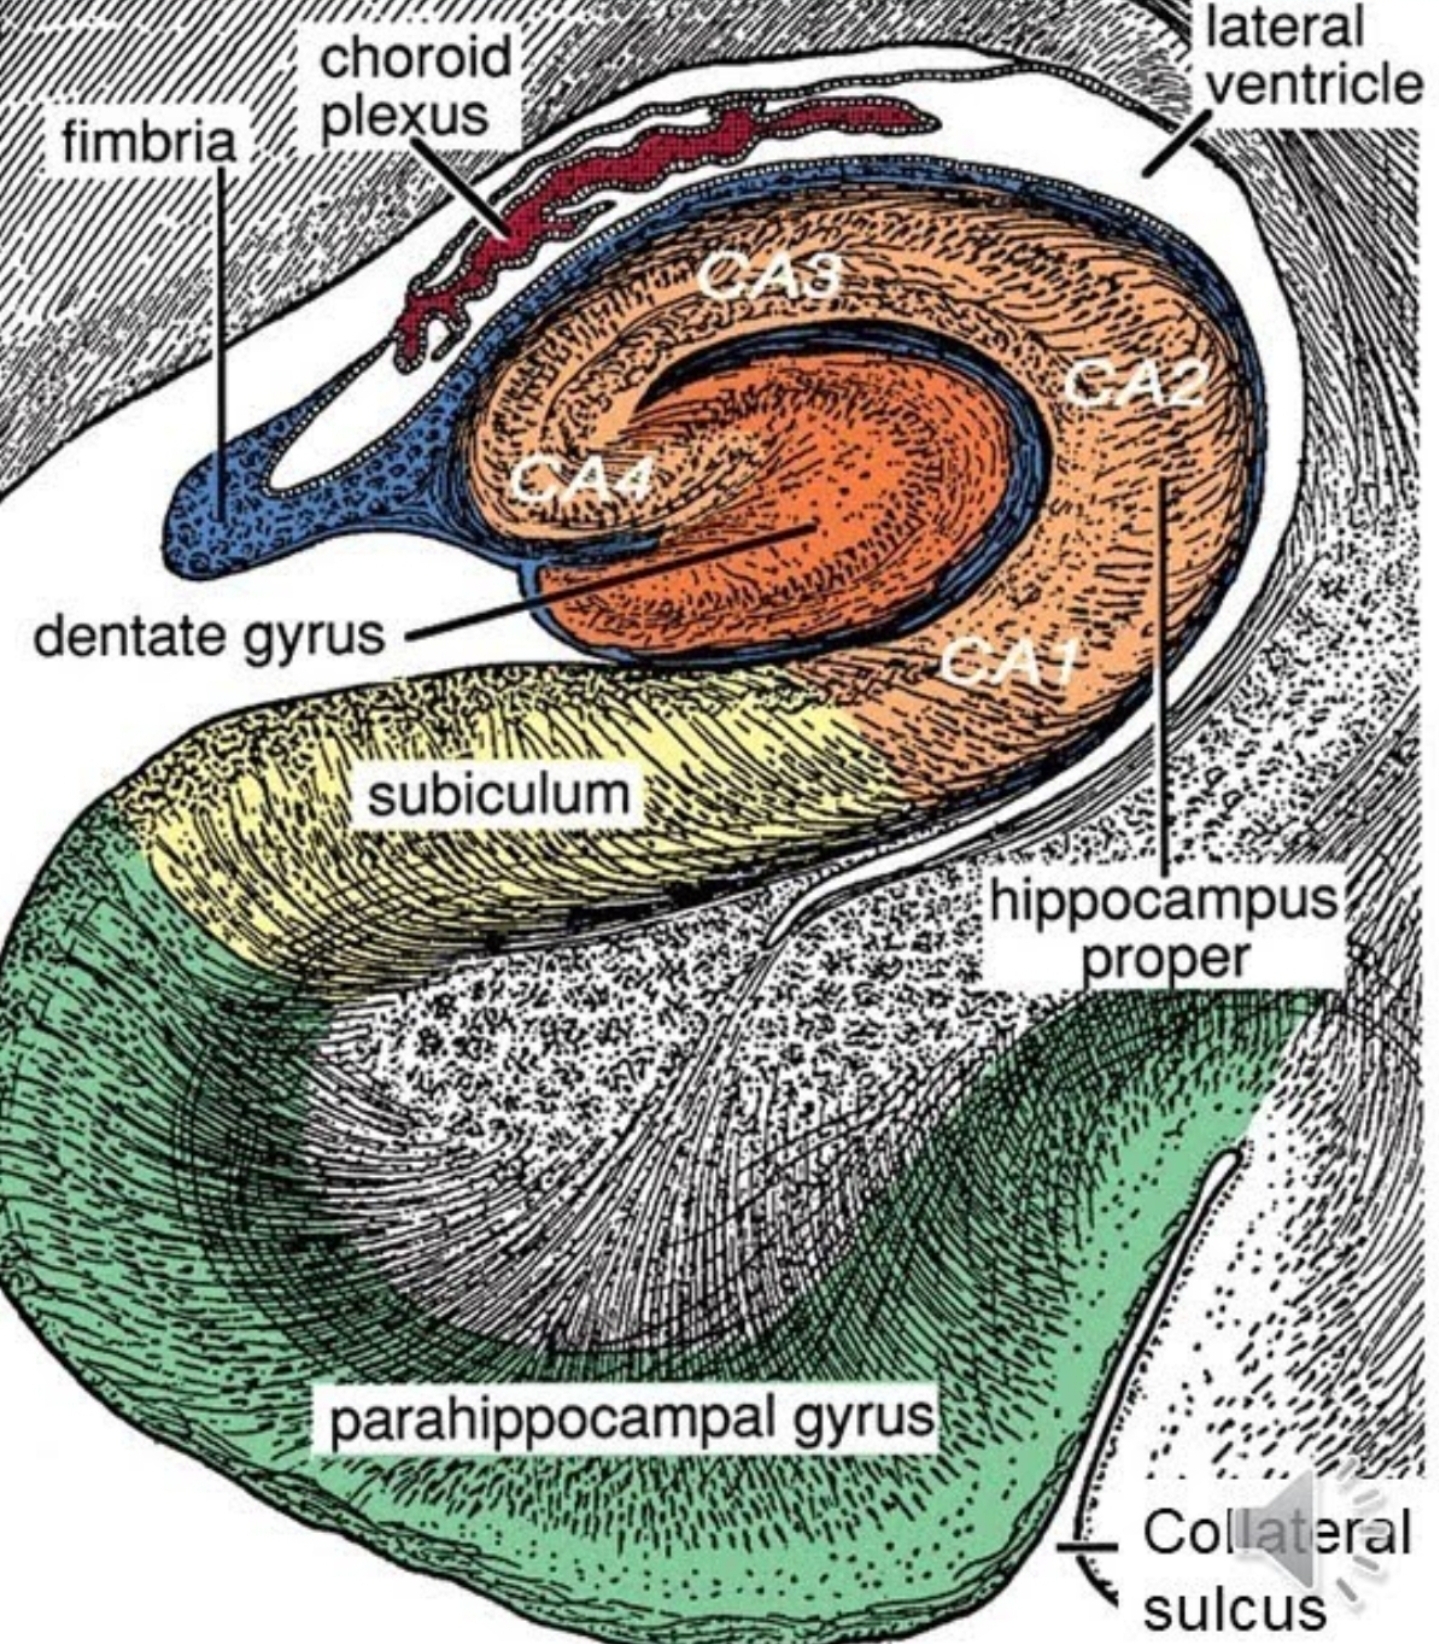 lateral
ventricle
choroid
plexus
fimbria
CA3
CA2
CA4
dentate gyrus
CA1
subiculum
hippocampus
proper
parahippocampal gyrus
Collateral
sulcus